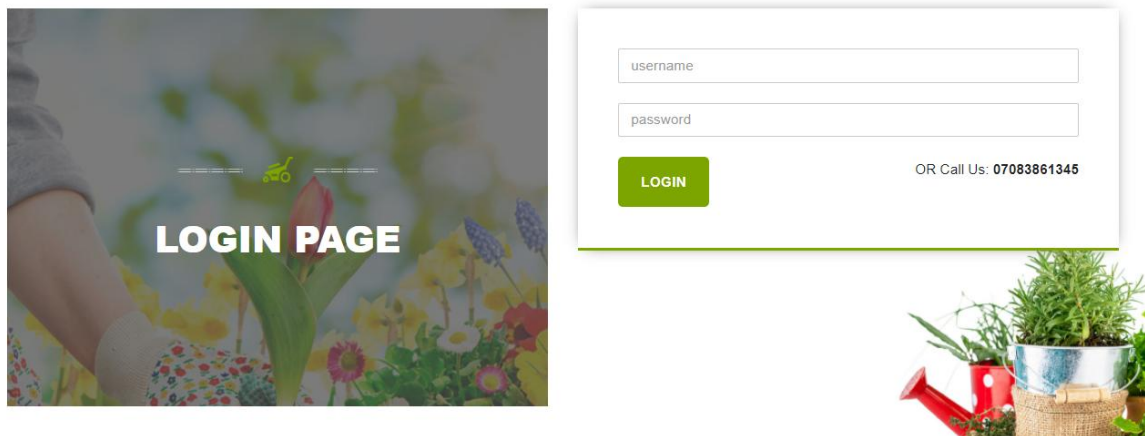 LOGIN PAGE
username
password
LOGIN
OR Call Us: 07083861345